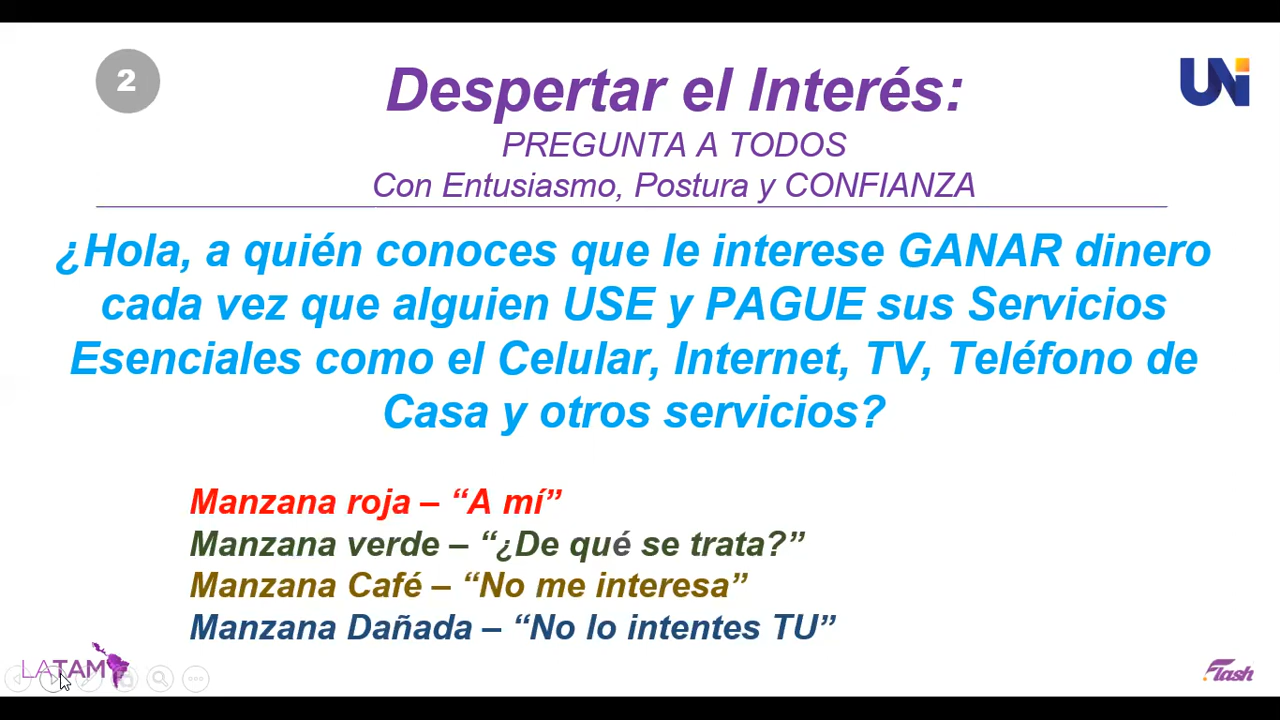 2
Despertar el Interés:
UNi
PREGUNTA A TODOS
Con Entusiasmo, Postura y CONFIANZA
¿Hola, a quién conoces que le interese GANAR dinero
cada vez que alguien USE y PAGUE sus Servicios
Esenciales como el Celular, Internet, TV, Teléfono de
Casa y otros servicios?
Manzana roja – “A mí”
Manzana verde – “¿De qué se trata?”
Manzana Café – “No me interesa”
Manzana Dañada – “No lo intentes TU”
LATAM
Flash